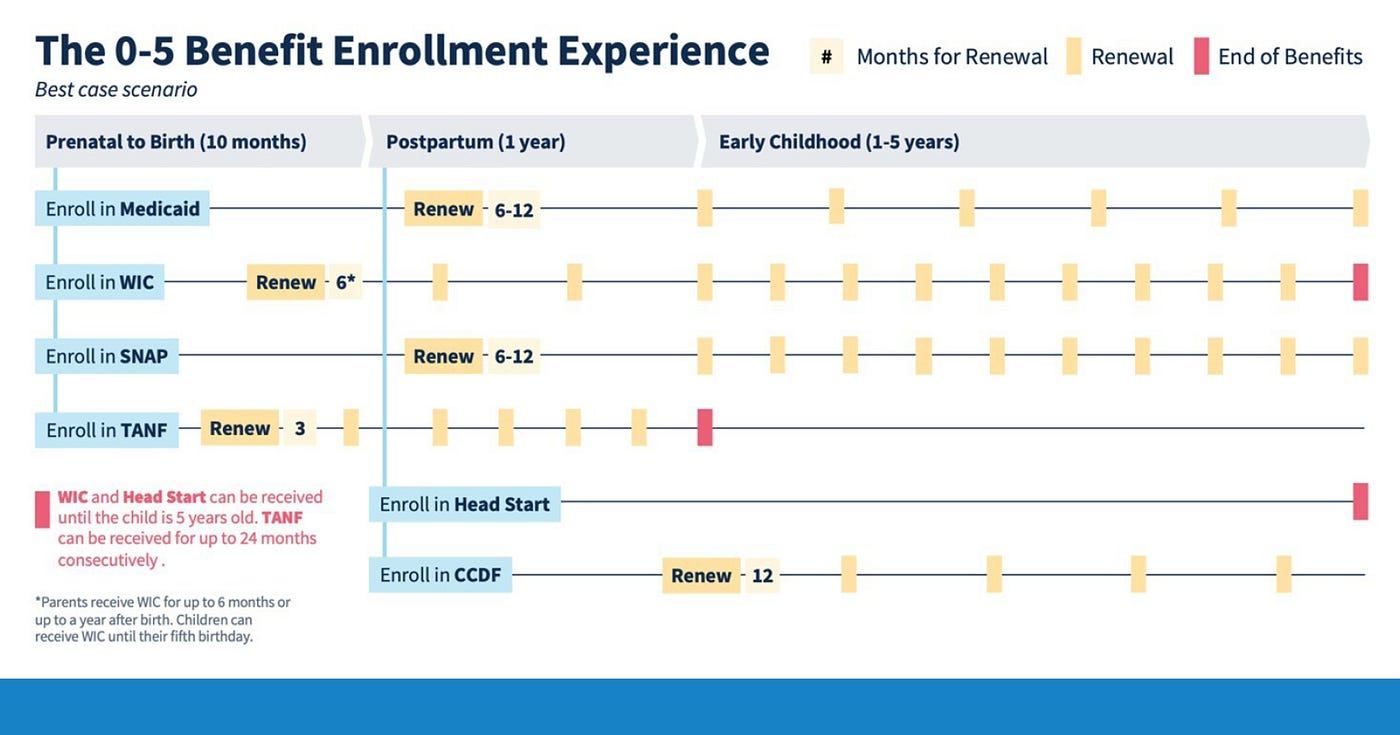 The 0-5 Benefit Enrollment Experience
Best case scenario
# Months for Renewal Renewal End of Benefits
Prenatal to Birth (10 months) Postpartum (1 year) Early Childhood (1-5 years)
Enroll in Medicaid Renew 6-12
Enroll in WIC Renew 6*
Enroll in SNAP Renew 6-12
Enroll in TANF Renew 3
Enroll in Head Start
Enroll in CCDF Renew 12
WIC and Head Start can be received
until the child is 5 years old. TANF
can be received for up to 24 months
consecutively .
*Parents receive WIC for up to 6 months or
up to a year after birth. Children can
receive WIC until their fifth birthday.